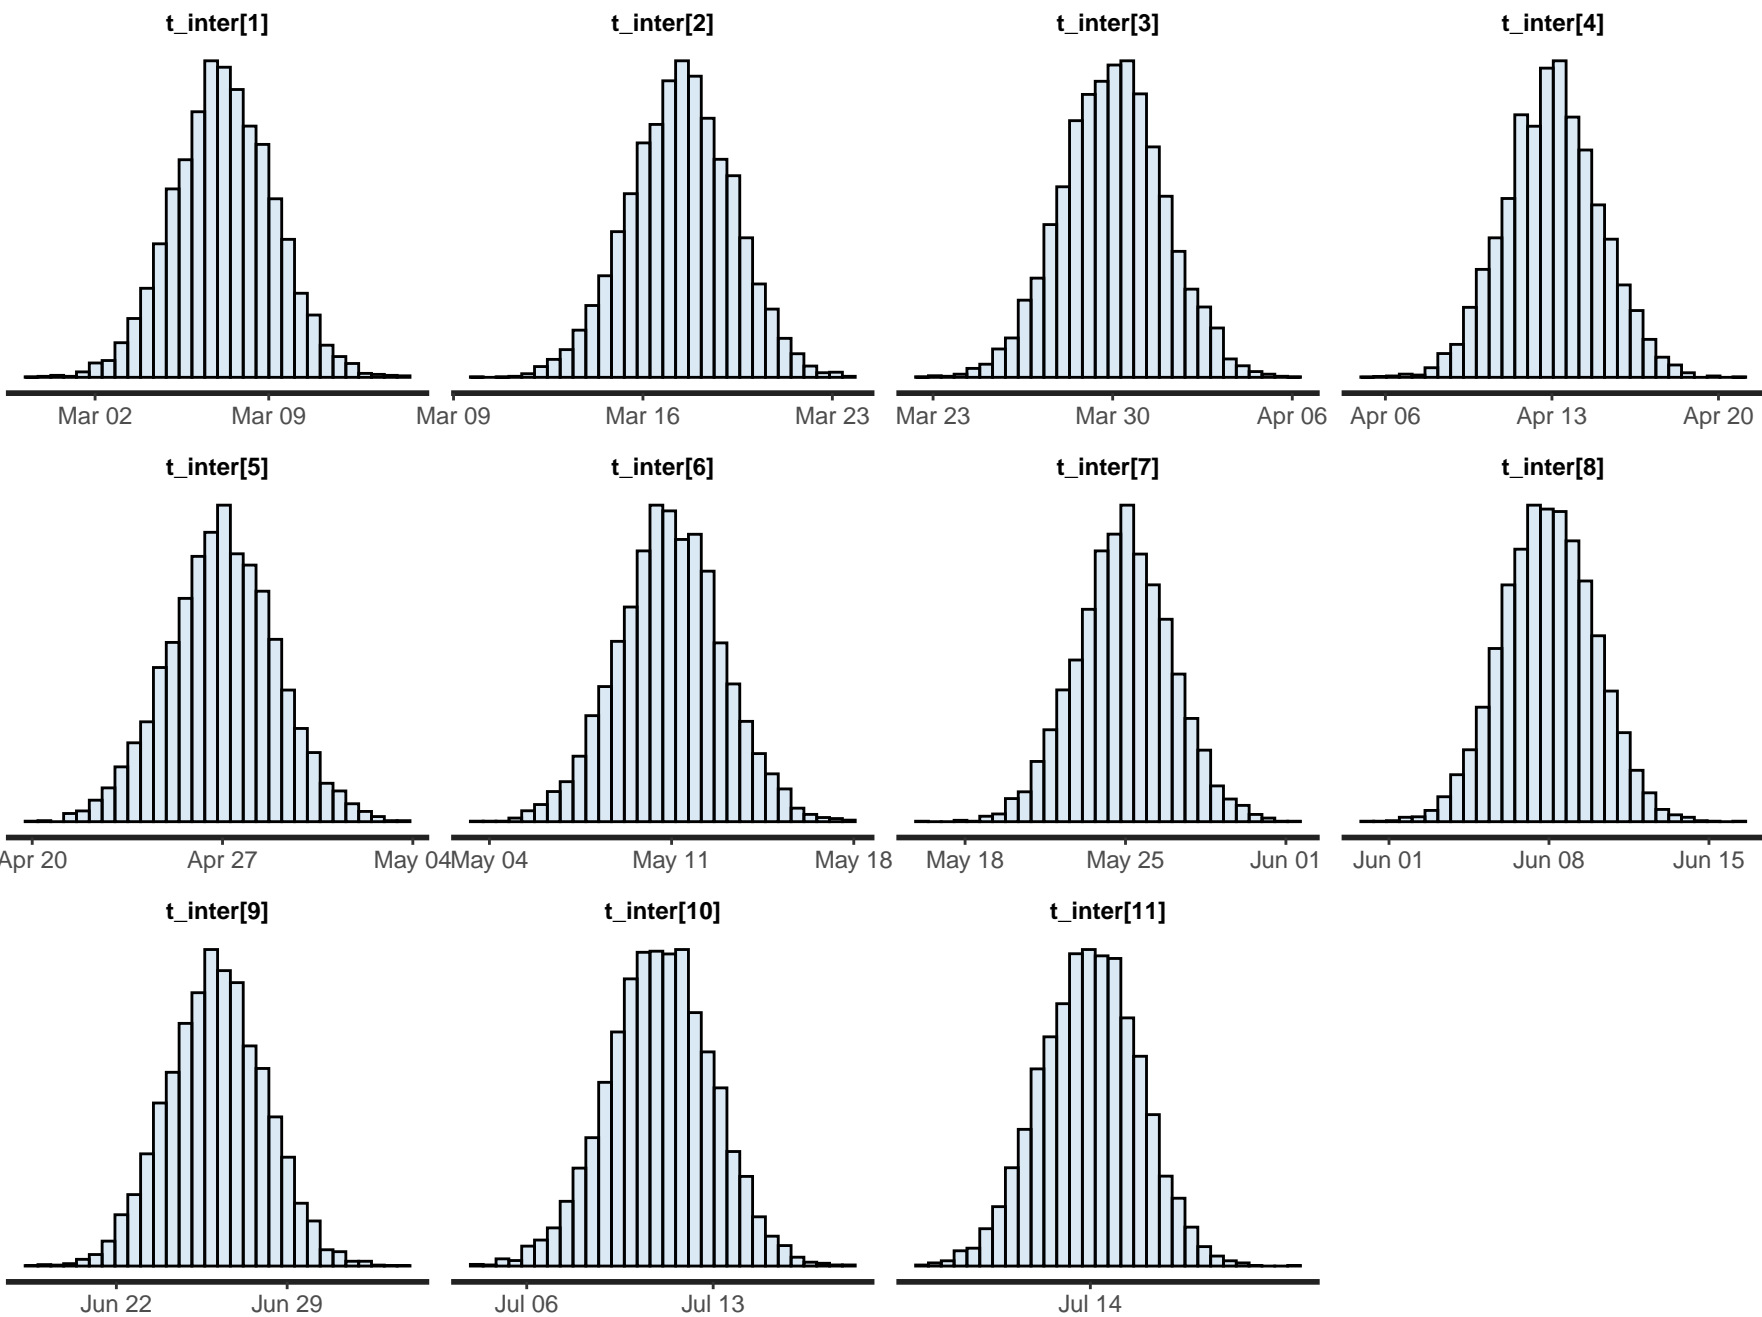 t_inter[1] t_inter[2] t_inter[3] t_inter[4]
Mar 02 Mar 09 Mar 09 Mar 16 Mar 23 Mar 23 Mar 30 Apr 06 Apr 06 Apr 13 Apr 20
t_inter[5] t_inter[6] t_inter[7] t_inter[8]
Apr 20 Apr 27 May 04 May 04 May 11 May 18 May 18 May 25 Jun 01 Jun 01 Jun 08 Jun 15
t_inter[9] t_inter[10] t_inter[11]
Jun 22 Jun 29 Jul 06 Jul 13 Jul 14